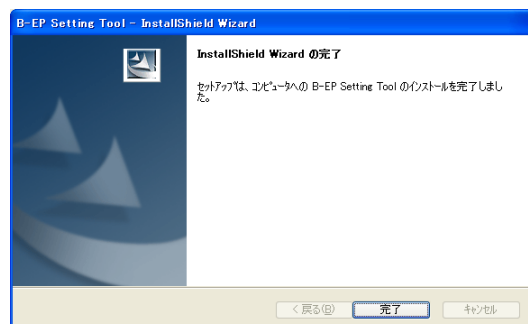 B-EP Setting Tool - InstallShield Wizard
InstallShield Wizard の完了
ｾｯﾄｱｯﾌﾟは、ｺﾝﾋﾟｭｰﾀへの B-EP Setting Tool のｲﾝｽﾄｰﾙを完了しまし
た。
< 戻る(B)
完了
ｷｬﾝｾﾙ